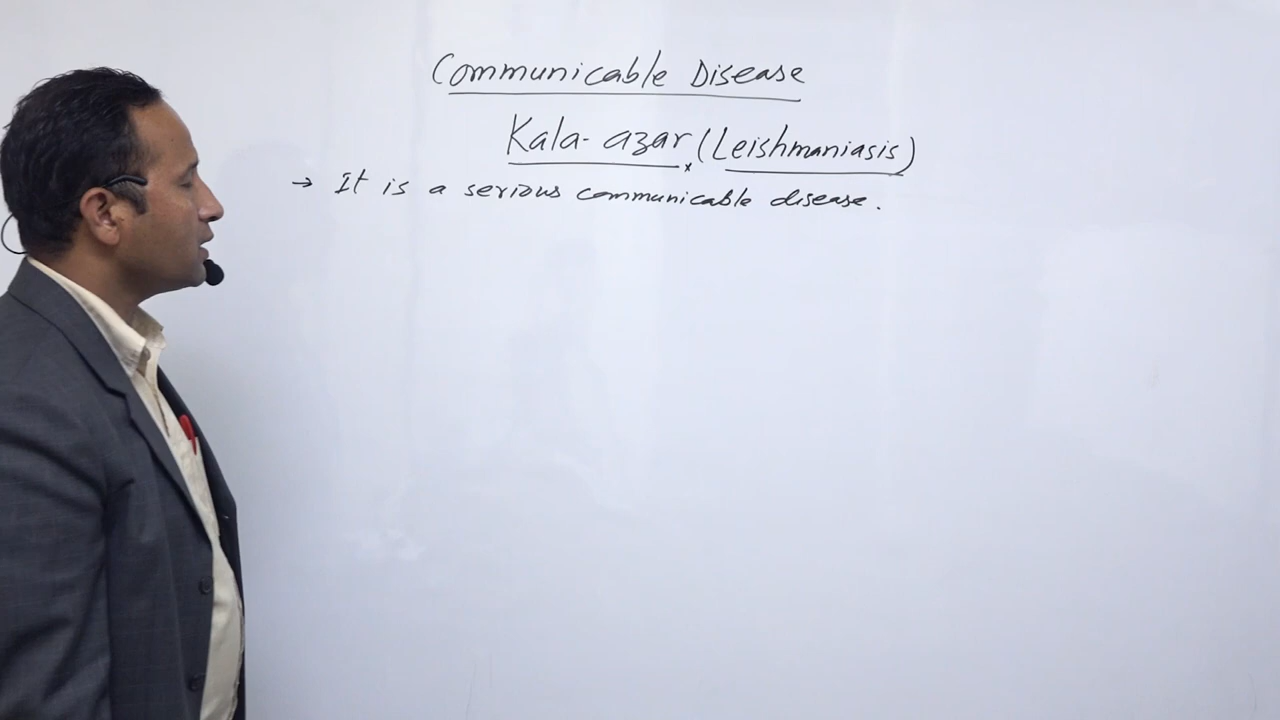 Communicable Disease
Kala-azar (Leishmaniasis)
→ It is a serious communicable disease.